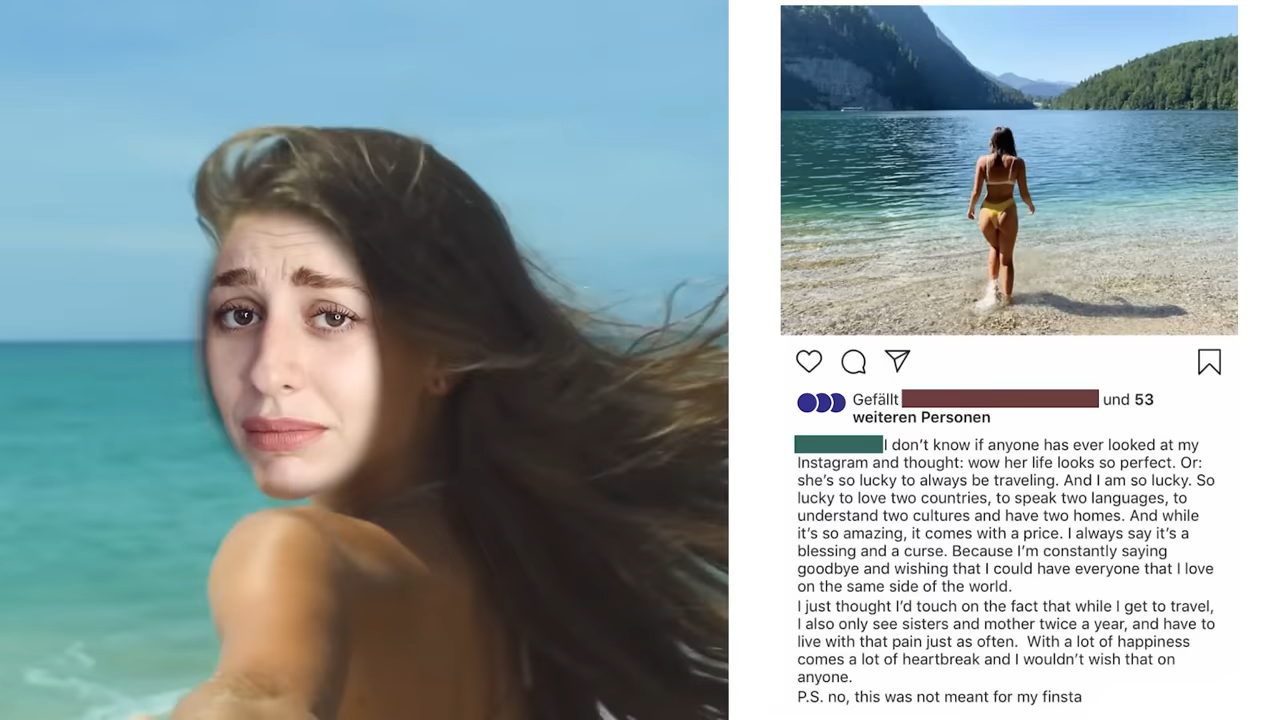 Gefällt und 53
weiteren Personen
I don’t know if anyone has ever looked at my
Instagram and thought: wow her life looks so perfect. Or:
she’s so lucky to always be traveling. And I am so lucky. So
lucky to love two countries, to speak two languages, to
understand two cultures and have two homes. And while
it’s so amazing, it comes with a price. I always say it’s a
blessing and a curse. Because I’m constantly saying
goodbye and wishing that I could have everyone that I love
on the same side of the world.
I just thought I’d touch on the fact that while I get to travel,
I also only see sisters and mother twice a year, and have to
live with that pain just as often. With a lot of happiness
comes a lot of heartbreak and I wouldn’t wish that on
anyone.
P.S. no, this was not meant for my finsta